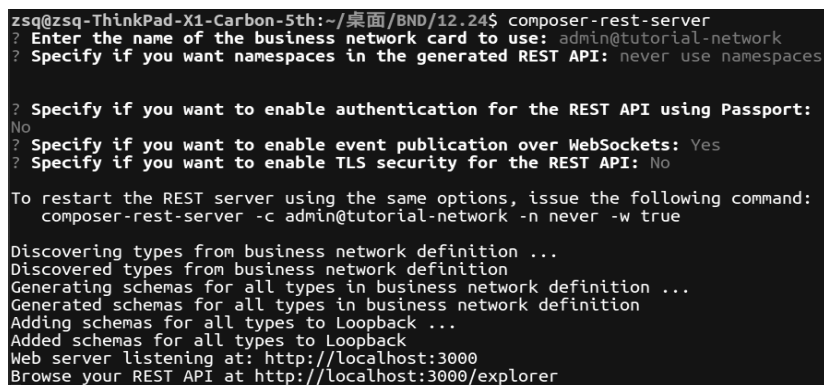 zsq@zsq-ThinkPad-X1-Carbon-5th:~/桌面/BND/12.24$ composer-rest-server
? Enter the name of the business network card to use: admin@tutorial-network
? Specify if you want namespaces in the generated REST API: never use namespaces
? Specify if you want to enable authentication for the REST API using Passport:
No
? Specify if you want to enable event publication over WebSockets: Yes
? Specify if you want to enable TLS security for the REST API: No
To restart the REST server using the same options, issue the following command:
   composer-rest-server -c admin@tutorial-network -n never -w true
Discovering types from business network definition ...
Discovered types from business network definition
Generating schemas for all types in business network definition ...
Generated schemas for all types in business network definition
Adding schemas for all types to Loopback ...
Added schemas for all types to Loopback
Web server listening at: http://localhost:3000
Browse your REST API at http://localhost:3000/explorer